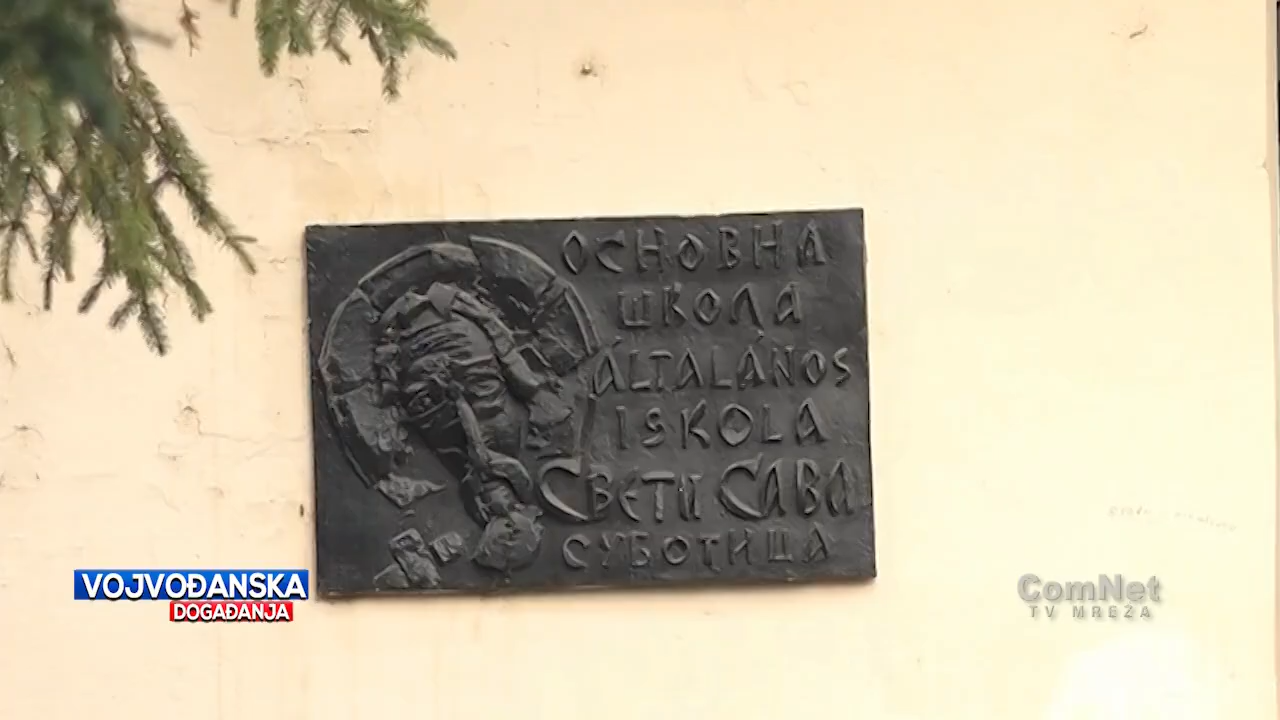 ОСНОВНА
ШКОЛА
ÁLTALÁNOS
ISKOLA
СВЕТИ САВА
СУБОТИЦА
VOJVOĐANSKA
DOGAĐANJA
ComNet
TV MREŽA